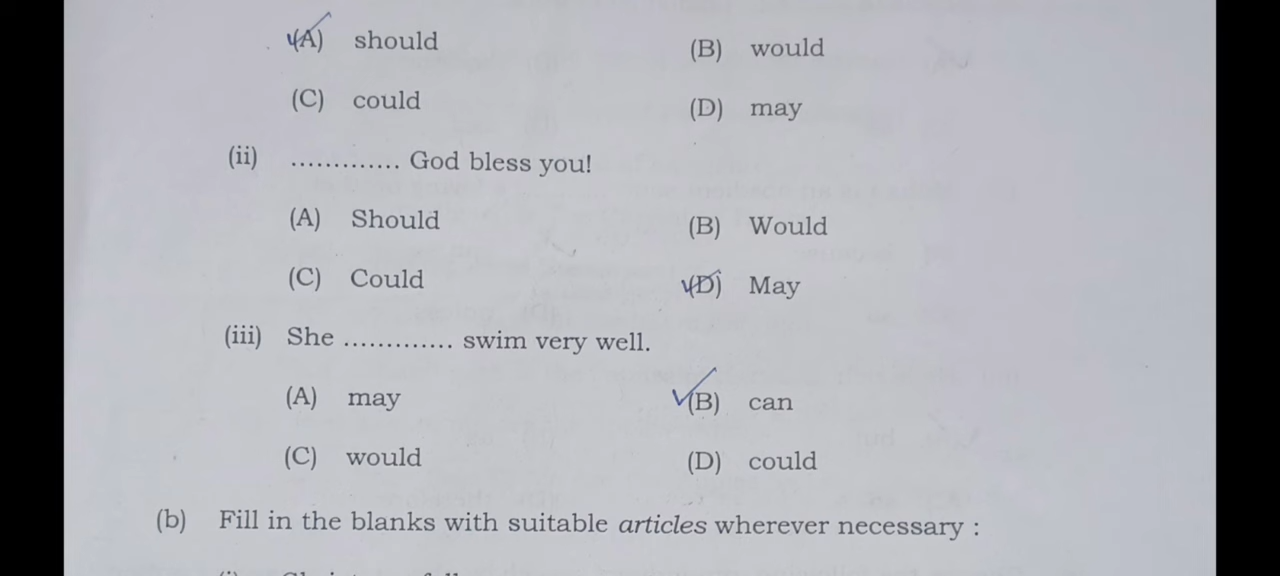 (A) should (B) would
(C) could (D) may
(ii) ............. God bless you!
(A) Should (B) Would
(C) Could (D) May
(iii) She ............. swim very well.
(A) may (B) can
(C) would (D) could
(b) Fill in the blanks with suitable articles wherever necessary :